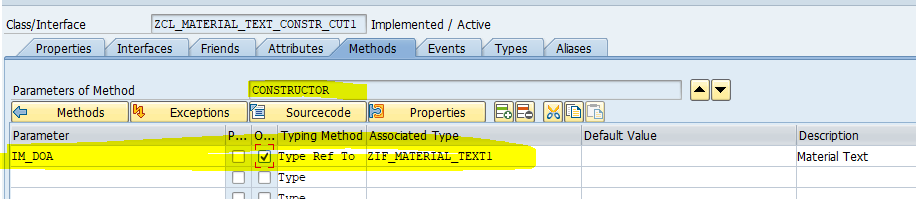 Class/Interface ZCL_MATERIAL_TEXT_CONSTR_CUT1 Implemented / Active
Properties Interfaces Friends Attributes Methods Events Types Aliases
Parameters of Method CONSTRUCTOR
Methods Exceptions Sourcecode Properties
Parameter P... O... Typing Method Associated Type Default Value Description
IM_DOA Type Ref To ZIF_MATERIAL_TEXT1 Material Text
Type
Type